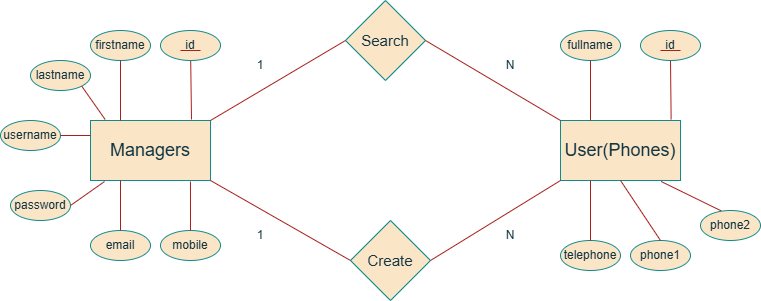 Search
firstname
id
fullname
id
1
N
lastname
username
Managers
User(Phones)
password
phone2
1
N
email
mobile
telephone
phone1
Create